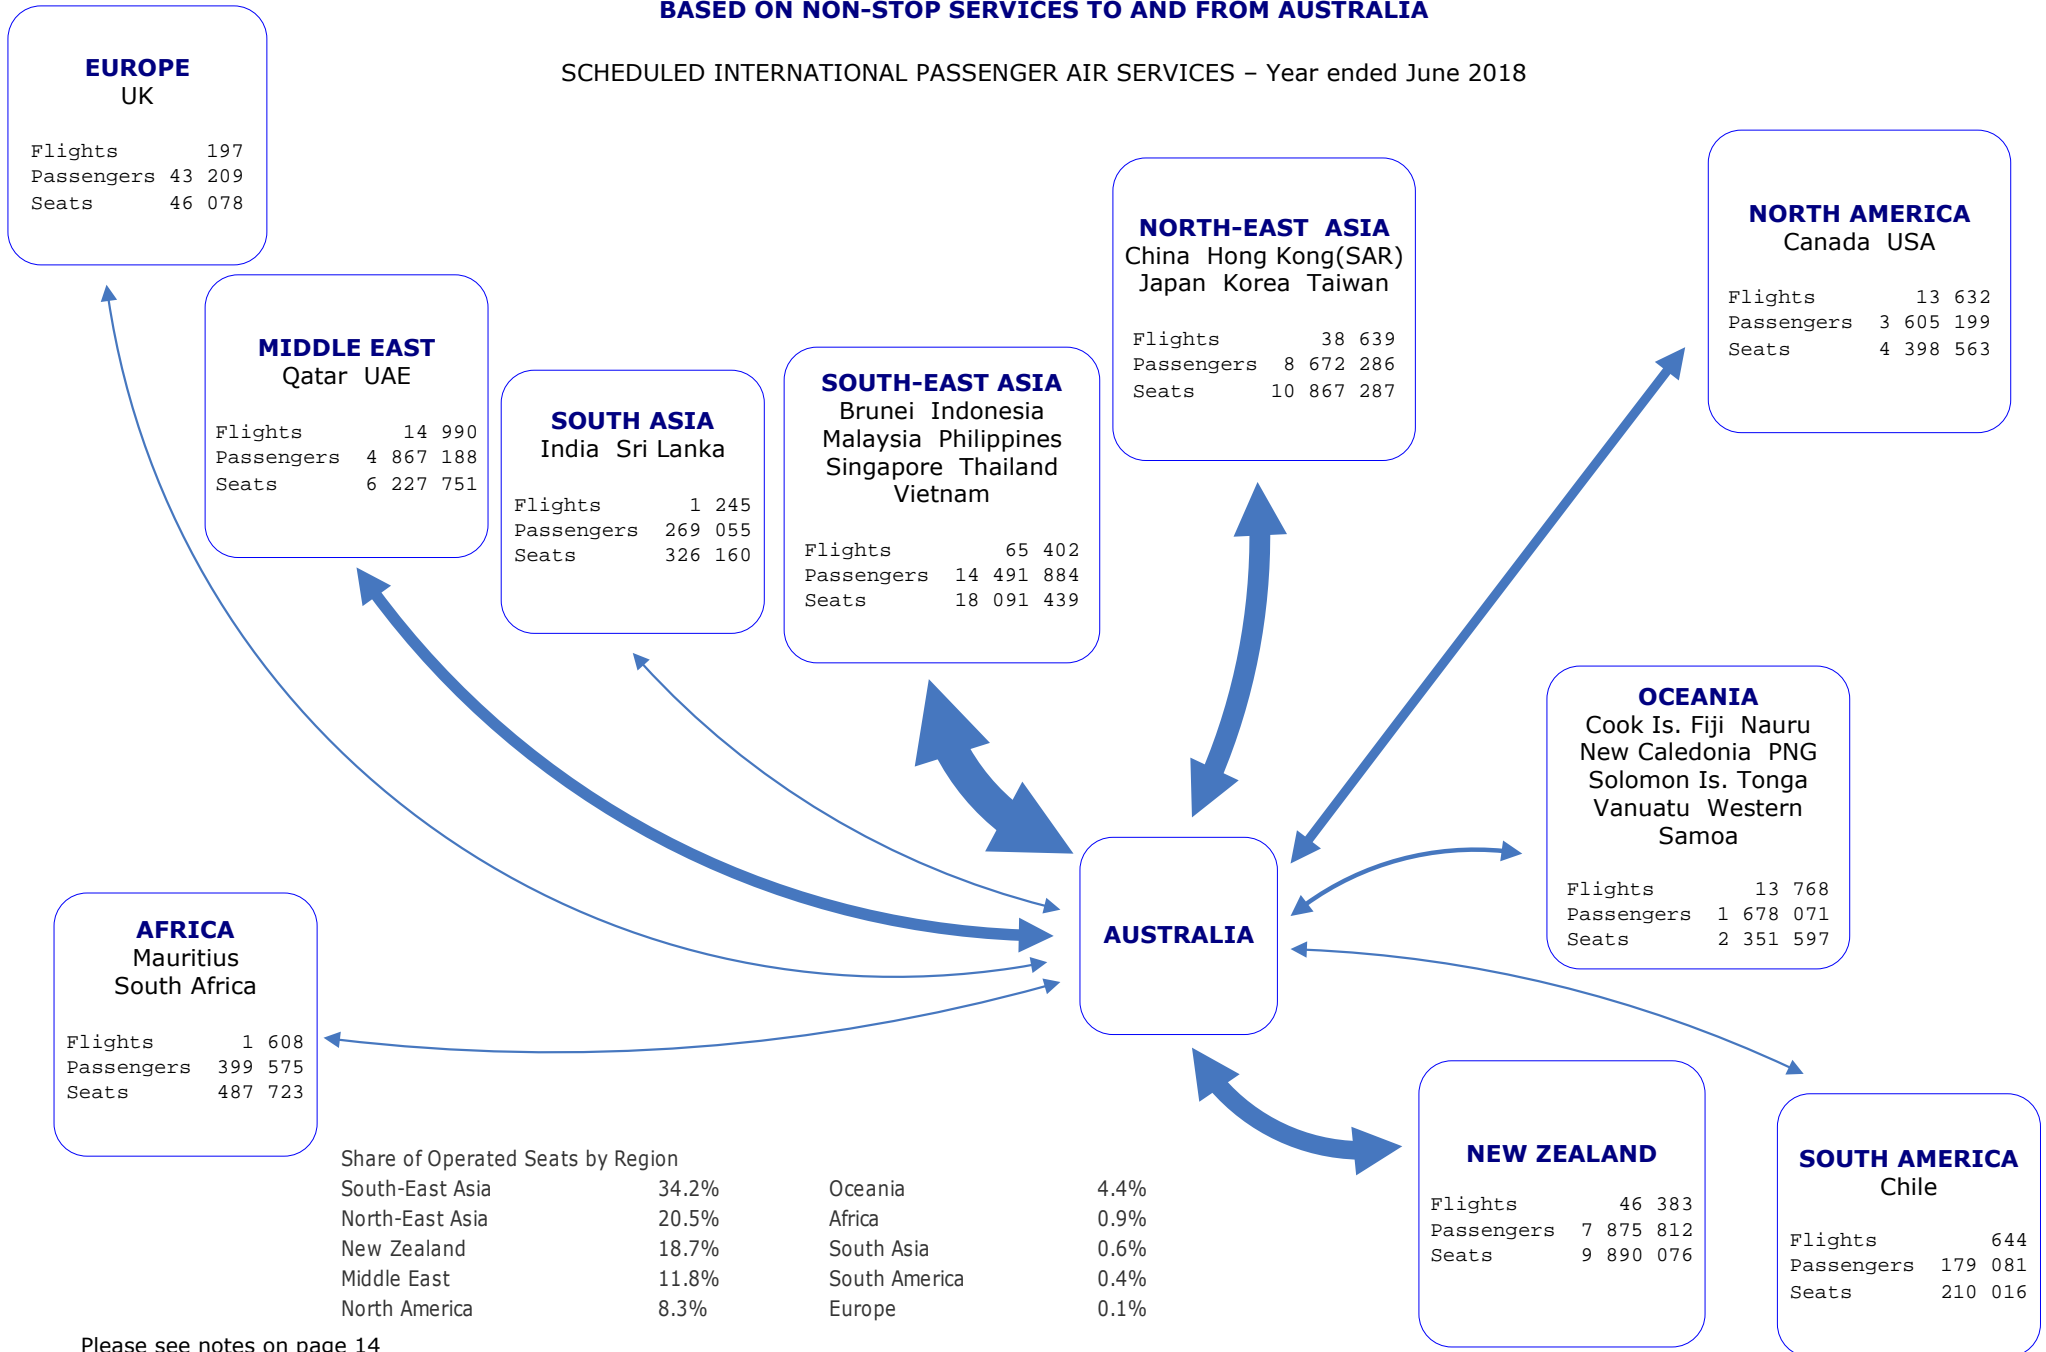 BASED ON NON-STOP SERVICES TO AND FROM AUSTRALIA
SCHEDULED INTERNATIONAL PASSENGER AIR SERVICES – Year ended June 2018
EUROPE
UK
Flights 197
Passengers 43 209
Seats 46 078
MIDDLE EAST
Qatar UAE
Flights 14 990
Passengers 4 867 188
Seats 6 227 751
SOUTH ASIA
India Sri Lanka
Flights 1 245
Passengers 269 055
Seats 326 160
SOUTH-EAST ASIA
Brunei Indonesia
Malaysia Philippines
Singapore Thailand
Vietnam
Flights 65 402
Passengers 14 491 884
Seats 18 091 439
NORTH-EAST ASIA
China Hong Kong(SAR)
Japan Korea Taiwan
Flights 38 639
Passengers 8 672 286
Seats 10 867 287
NORTH AMERICA
Canada USA
Flights 13 632
Passengers 3 605 199
Seats 4 398 563
OCEANIA
Cook Is. Fiji Nauru
New Caledonia PNG
Solomon Is. Tonga
Vanuatu Western
Samoa
Flights 13 768
Passengers 1 678 071
Seats 2 351 597
AUSTRALIA
AFRICA
Mauritius
South Africa
Flights 1 608
Passengers 399 575
Seats 487 723
NEW ZEALAND
Flights 46 383
Passengers 7 875 812
Seats 9 890 076
SOUTH AMERICA
Chile
Flights 644
Passengers 179 081
Seats 210 016
Share of Operated Seats by Region
South-East Asia 34.2% Oceania 4.4%
North-East Asia 20.5% Africa 0.9%
New Zealand 18.7% South Asia 0.6%
Middle East 11.8% South America 0.4%
North America 8.3% Europe 0.1%
Please see notes on page 14